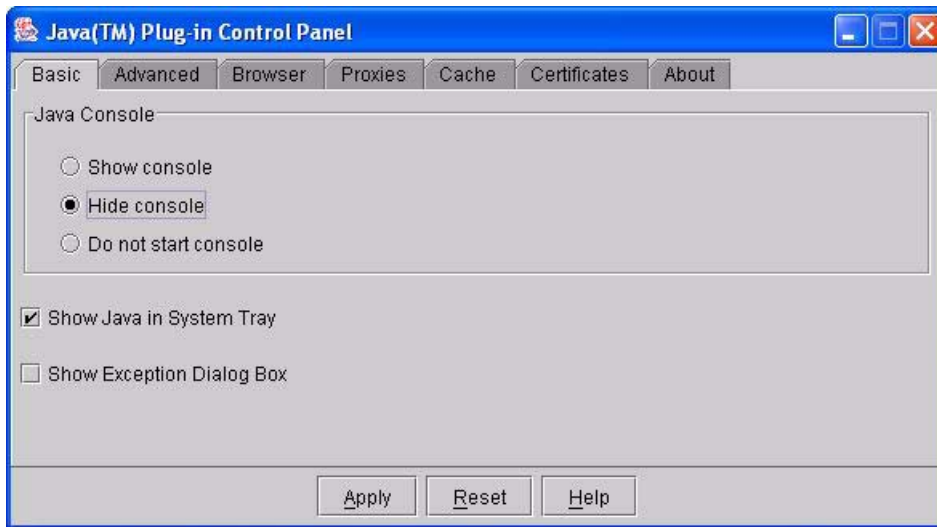 Java(TM) Plug-in Control Panel
Basic Advanced Browser Proxies Cache Certificates About
Java Console
Show console
Hide console
Do not start console
Show Java in System Tray
Show Exception Dialog Box
Apply Reset Help